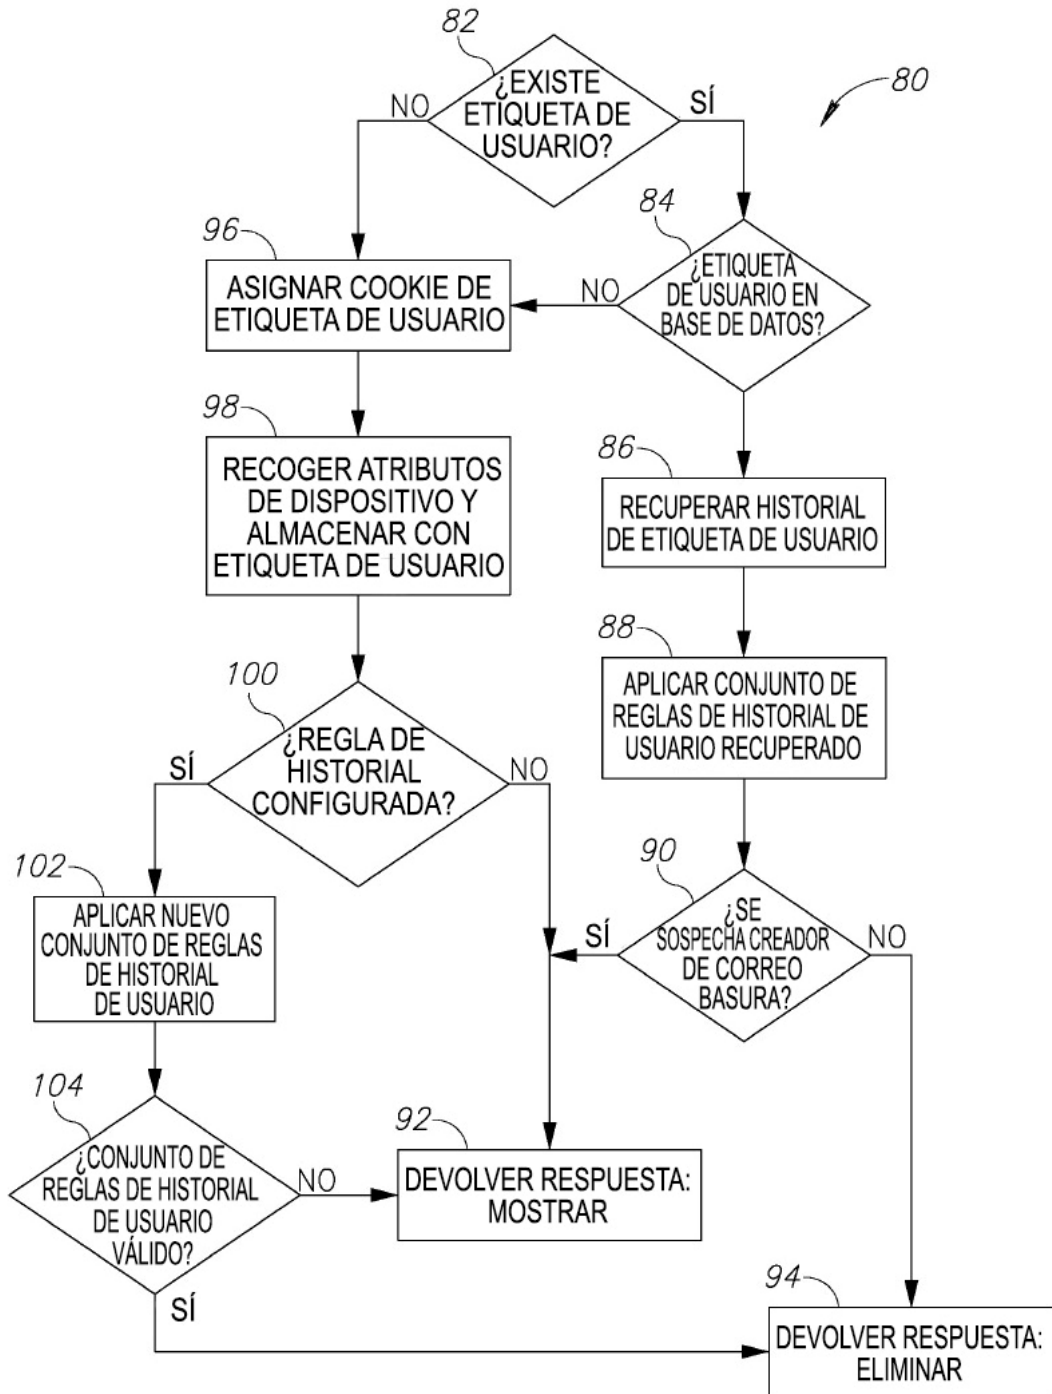 82
¿EXISTE
ETIQUETA DE
USUARIO?
NO
SÍ
80
84
¿ETIQUETA
DE USUARIO EN
BASE DE DATOS?
NO
96
ASIGNAR COOKIE DE
ETIQUETA DE USUARIO
98
RECOGER ATRIBUTOS
DE DISPOSITIVO Y
ALMACENAR CON
ETIQUETA DE USUARIO
86
RECUPERAR HISTORIAL
DE ETIQUETA DE USUARIO
88
APLICAR CONJUNTO DE
REGLAS DE HISTORIAL DE
USUARIO RECUPERADO
100
¿REGLA DE
HISTORIAL
CONFIGURADA?
SÍ
NO
90
¿SE
SOSPECHA CREADOR
DE CORREO
BASURA?
SÍ
NO
102
APLICAR NUEVO
CONJUNTO DE REGLAS
DE HISTORIAL
DE USUARIO
104
¿CONJUNTO DE
REGLAS DE HISTORIAL
DE USUARIO
VÁLIDO?
NO
SÍ
92
DEVOLVER RESPUESTA:
MOSTRAR
94
DEVOLVER RESPUESTA:
ELIMINAR